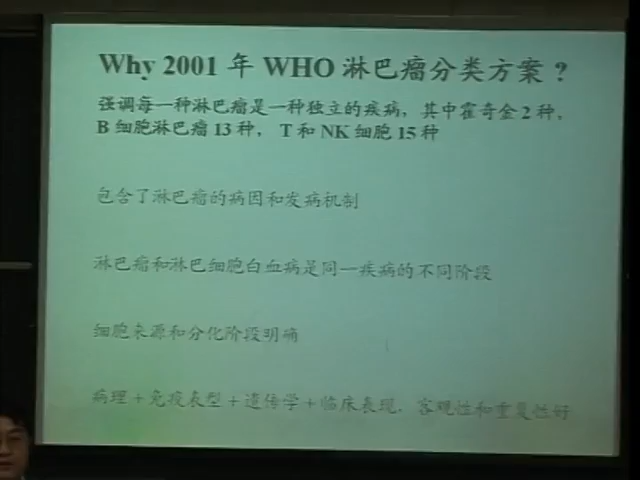 Why 2001 年 WHO 淋巴瘤分类方案?
强调每一种淋巴瘤是一种独立的疾病,其中霍奇金 2 种,
B 细胞淋巴瘤 13 种, T 和 NK 细胞 15 种
包含了淋巴瘤的病因和发病机制
淋巴瘤和淋巴细胞白血病是同一疾病的不同阶段
细胞来源和分化阶段明确
病理+免疫表型+遗传学+临床表现,客观性和重复性好